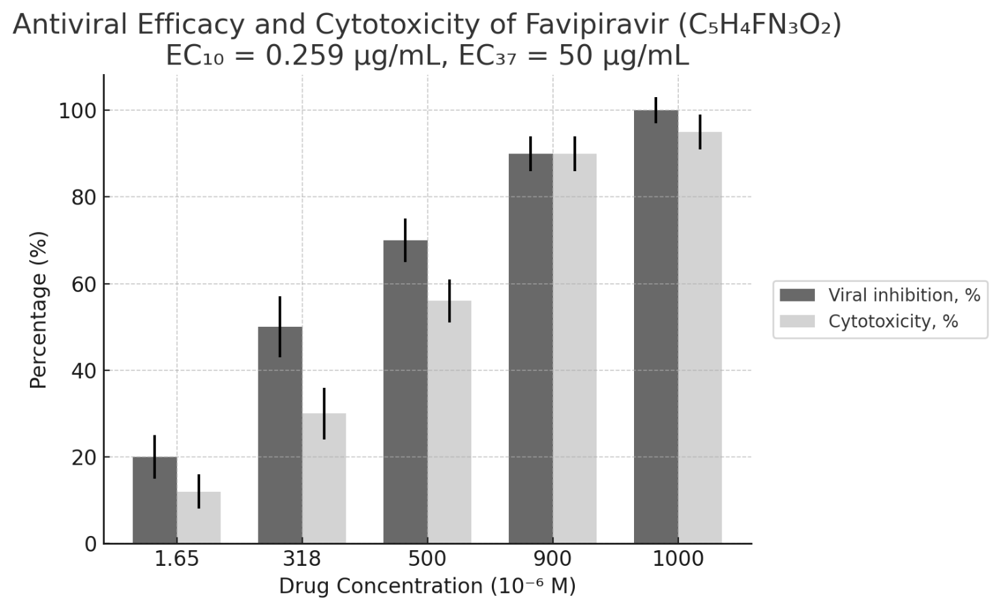 Antiviral Efficacy and Cytotoxicity of Favipiravir (C₅H₄FN₃O₂)
EC₁₀ = 0.259 µg/mL, EC₃₇ = 50 µg/mL
Percentage (%)
100
80
60
40
20
0
1.65 318 500 900 1000
Drug Concentration (10⁻⁶ M)
Viral inhibition, %
Cytotoxicity, %